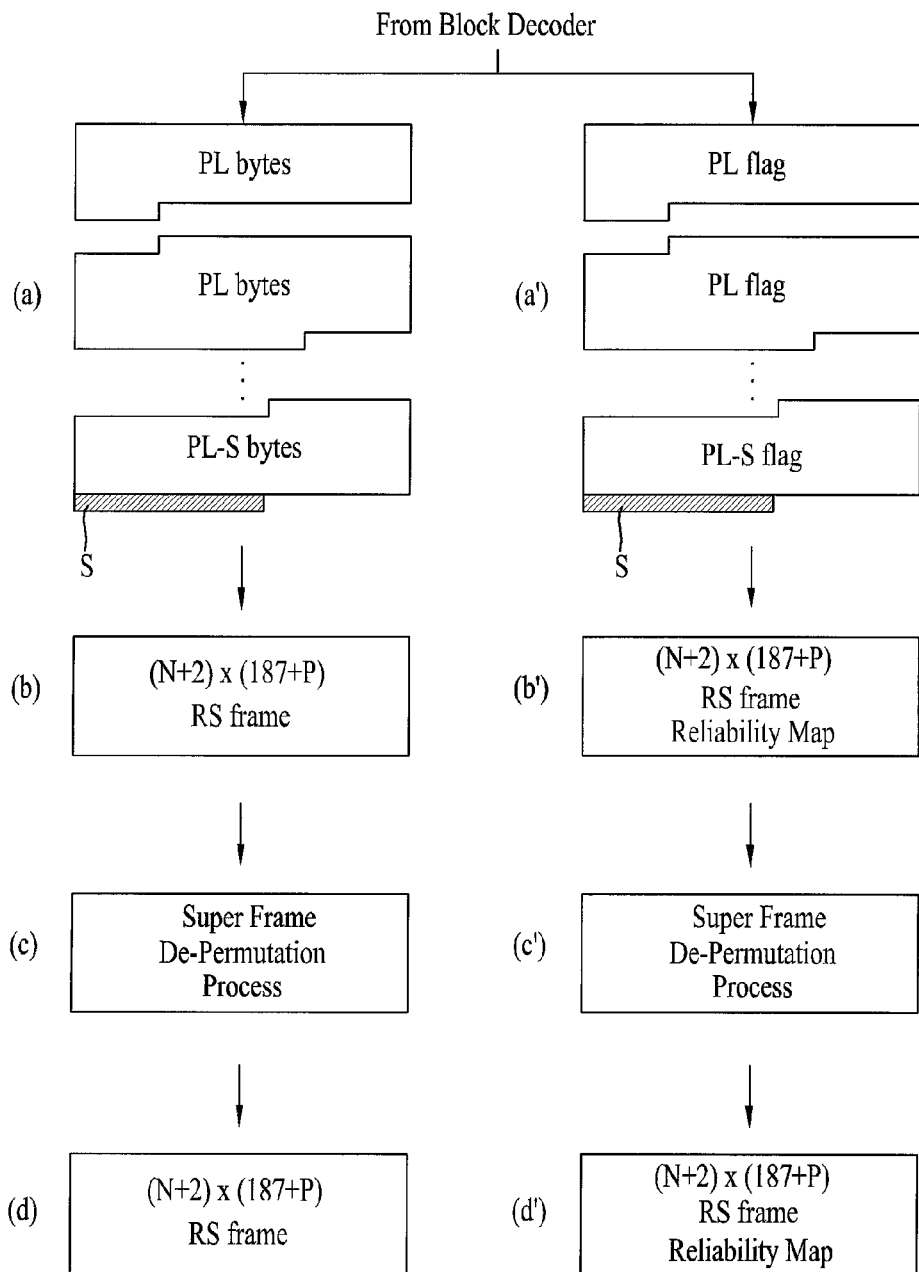 From Block Decoder
PL bytes
PL flag
(a)
PL bytes
(a')
PL flag
PL-S bytes
PL-S flag
S
S
(b)
(N+2) x (187+P)
RS frame
(b')
(N+2) x (187+P)
RS frame
Reliability Map
(c)
Super Frame
De-Permutation
Process
(c')
Super Frame
De-Permutation
Process
(d)
(N+2) x (187+P)
RS frame
(d')
(N+2) x (187+P)
RS frame
Reliability Map